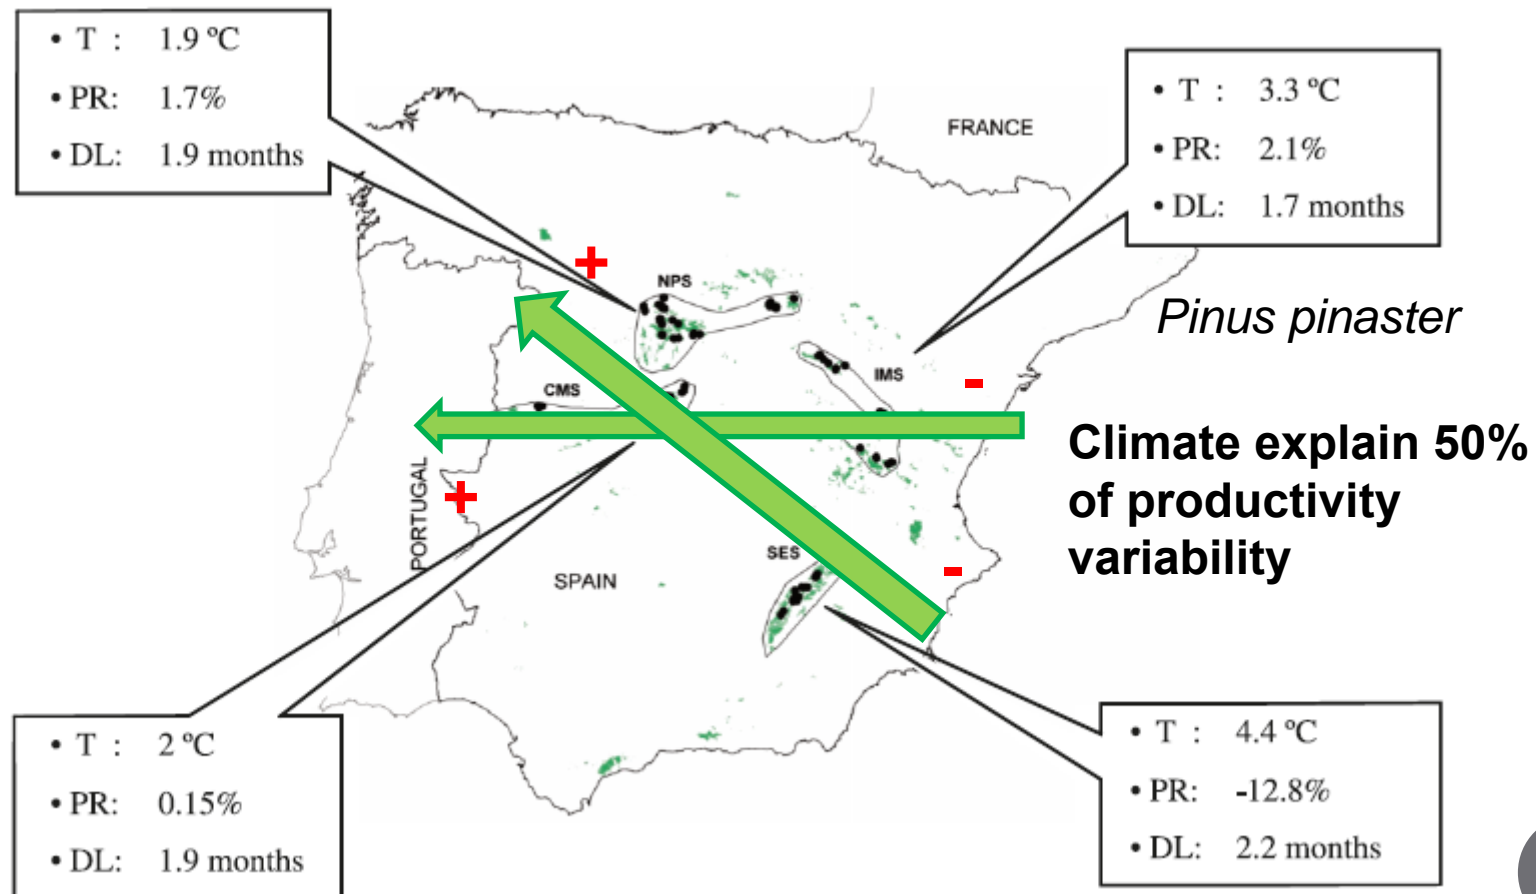 • T : 1.9 ºC
• PR: 1.7%
• DL: 1.9 months
• T : 3.3 ºC
• PR: 2.1%
• DL: 1.7 months
FRANCE
+
NPS
Pinus pinaster
IMS
-
CMS
Climate explain 50%
of productivity
variability
PORTUGAL
+
SES
-
SPAIN
• T : 2 ºC
• PR: 0.15%
• DL: 1.9 months
• T : 4.4 ºC
• PR: -12.8%
• DL: 2.2 months